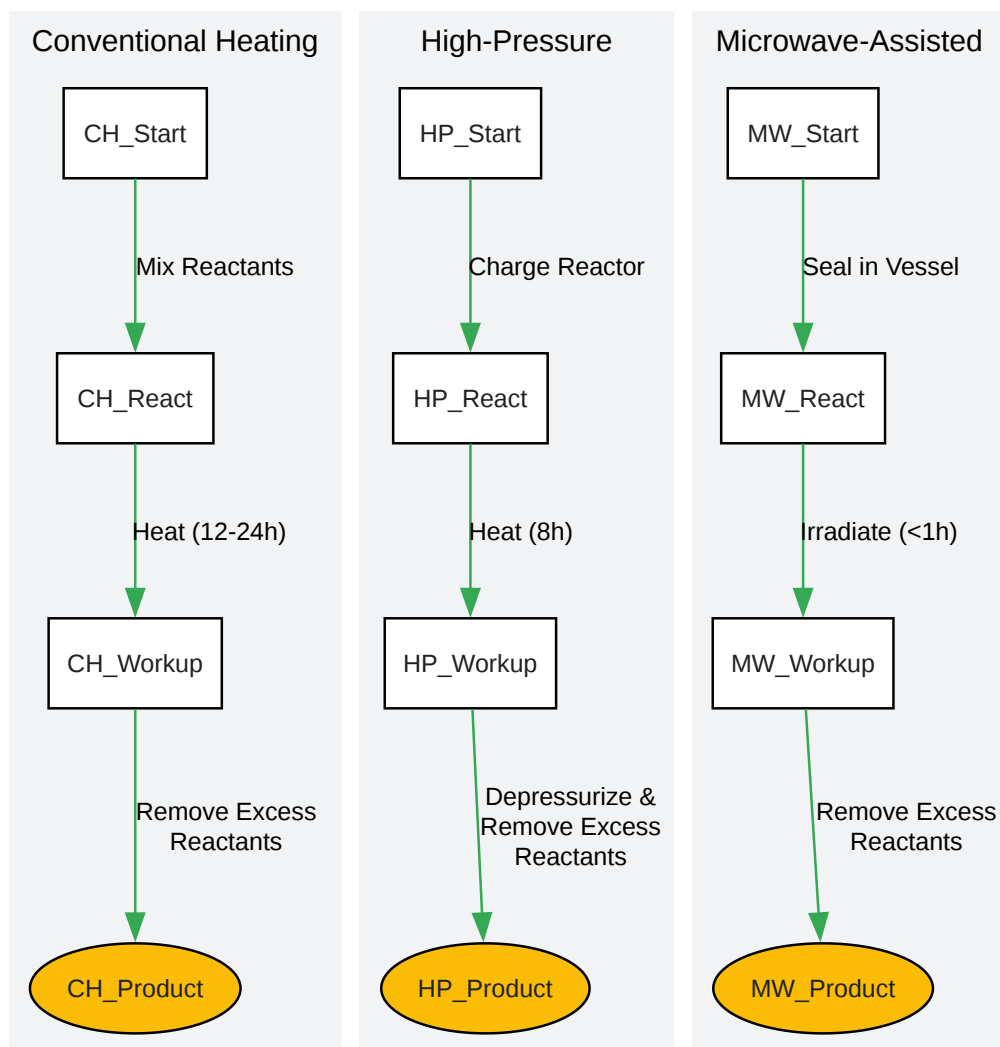 Conventional Heating
CH_Start
Mix Reactants
CH_React
Heat (12-24h)
CH_Workup
Remove Excess
Reactants
CH_Product
High-Pressure
HP_Start
Charge Reactor
HP_React
Heat (8h)
HP_Workup
Depressurize &
Remove Excess
Reactants
HP_Product
Microwave-Assisted
MW_Start
Seal in Vessel
MW_React
Irradiate (<1h)
MW_Workup
Remove Excess
Reactants
MW_Product